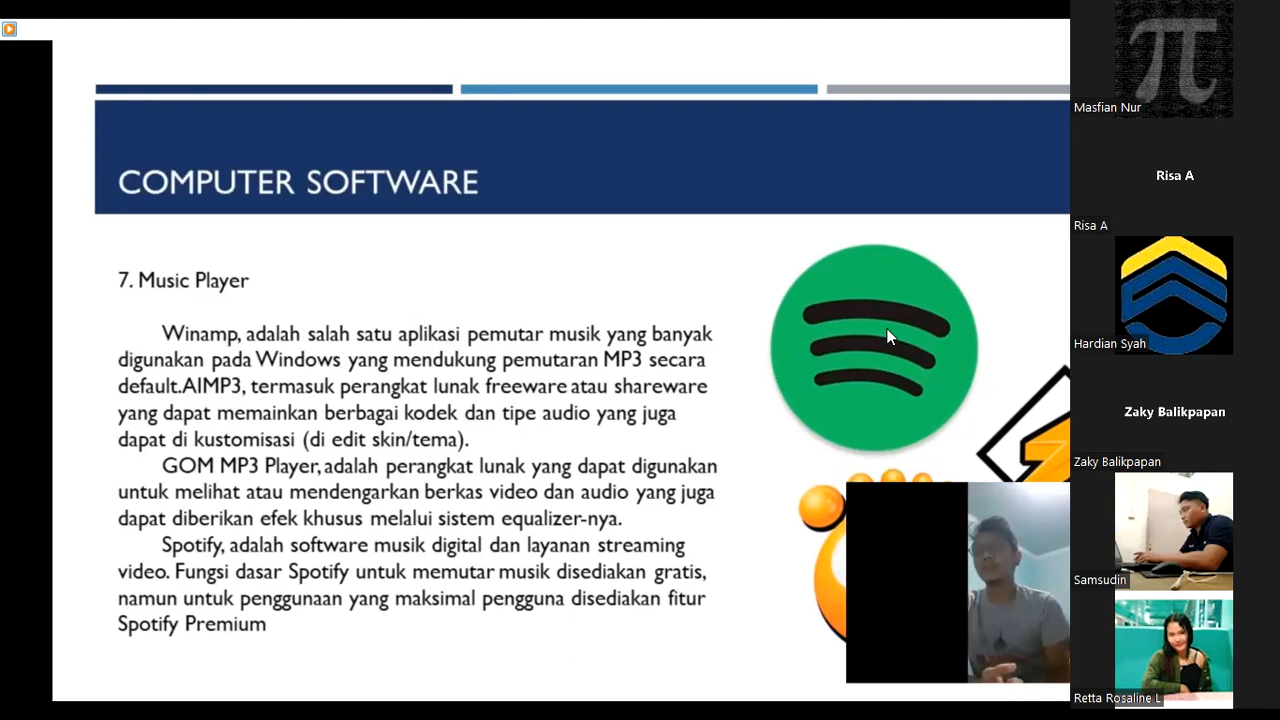 COMPUTER SOFTWARE
7. Music Player
Winamp, adalah salah satu aplikasi pemutar musik yang banyak
digunakan pada Windows yang mendukung pemutaran MP3 secara
default.AIMP3, termasuk perangkat lunak freeware atau shareware
yang dapat memainkan berbagai kodek dan tipe audio yang juga
dapat di kustomisasi (di edit skin/tema).
GOM MP3 Player, adalah perangkat lunak yang dapat digunakan
untuk melihat atau mendengarkan berkas video dan audio yang juga
dapat diberikan efek khusus melalui sistem equalizer-nya.
Spotify, adalah software musik digital dan layanan streaming
video. Fungsi dasar Spotify untuk memutar musik disediakan gratis,
namun untuk penggunaan yang maksimal pengguna disediakan fitur
Spotify Premium
π
Masfian Nur
Risa A
Risa A
Hardian Syah
Zaky Balikpapan
Zaky Balikpapan
Samsudin
Retta Rosaline L